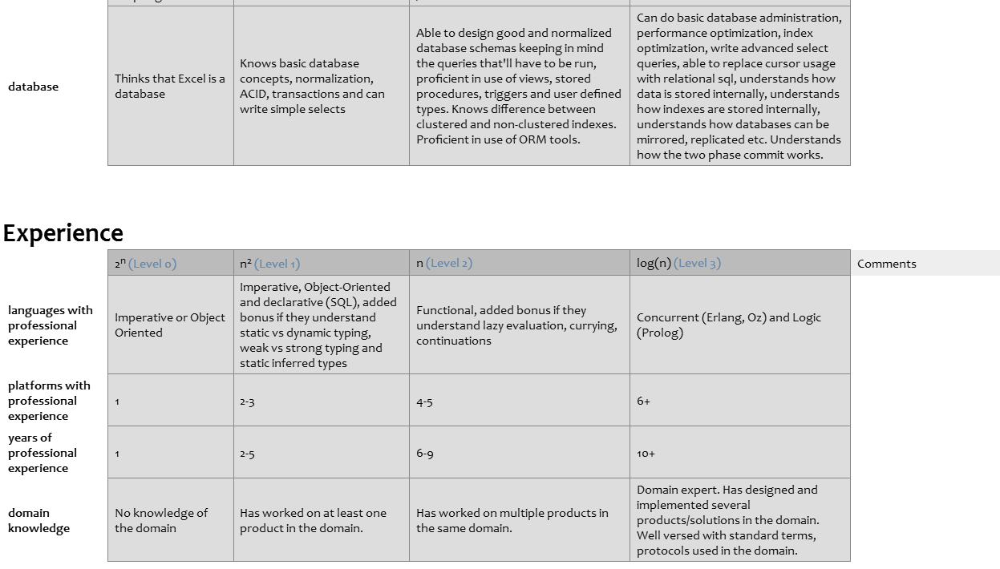 database
Thinks that Excel is a
database
Knows basic database
concepts, normalization,
ACID, transactions and can
write simple selects
Able to design good and normalized
database schemas keeping in mind
the queries that'll have to be run,
proficient in use of views, stored
procedures, triggers and user defined
types. Knows difference between
clustered and non-clustered indexes.
Proficient in use of ORM tools.
Can do basic database administration,
performance optimization, index
optimization, write advanced select
queries, able to replace cursor usage
with relational sql, understands how
data is stored internally, understands
how indexes are stored internally,
understands how databases can be
mirrored, replicated etc. Understands
how the two phase commit works.
Experience
2ⁿ (Level 0)
n² (Level 1)
n (Level 2)
log(n) (Level 3)
Comments
languages with
professional
experience
Imperative or Object
Oriented
Imperative, Object-Oriented
and declarative (SQL), added
bonus if they understand
static vs dynamic typing,
weak vs strong typing and
static inferred types
Functional, added bonus if they
understand lazy evaluation, currying,
continuations
Concurrent (Erlang, Oz) and Logic
(Prolog)
platforms with
professional
experience
1
2-3
4-5
6+
years of
professional
experience
1
2-5
6-9
10+
domain
knowledge
No knowledge of
the domain
Has worked on at least one
product in the domain.
Has worked on multiple products in
the same domain.
Domain expert. Has designed and
implemented several
products/solutions in the domain.
Well versed with standard terms,
protocols used in the domain.